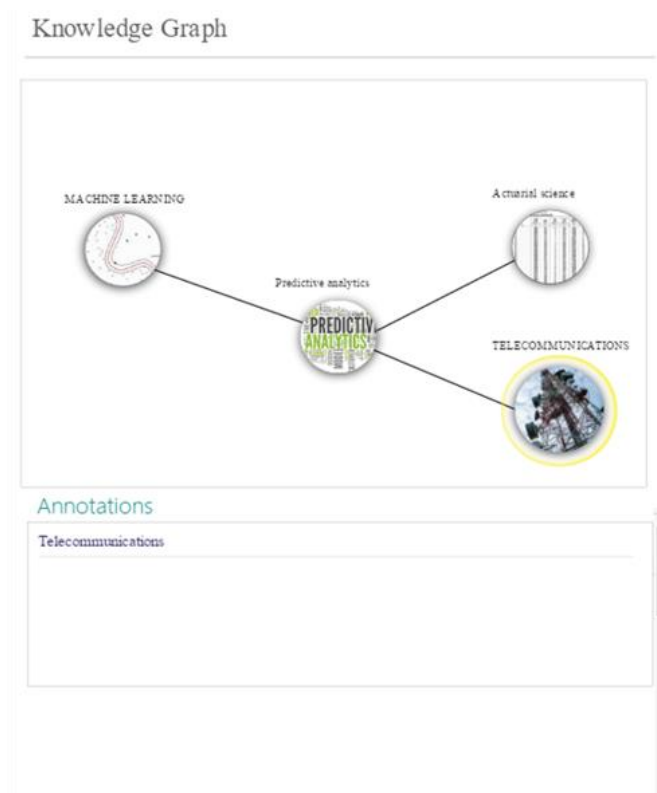 Knowledge Graph
MACHINE LEARNING
Actuarial science
Predictive analytics
PREDICTIV
ANALYTICS
TELECOMMUNICATIONS
Annotations
Telecommunications